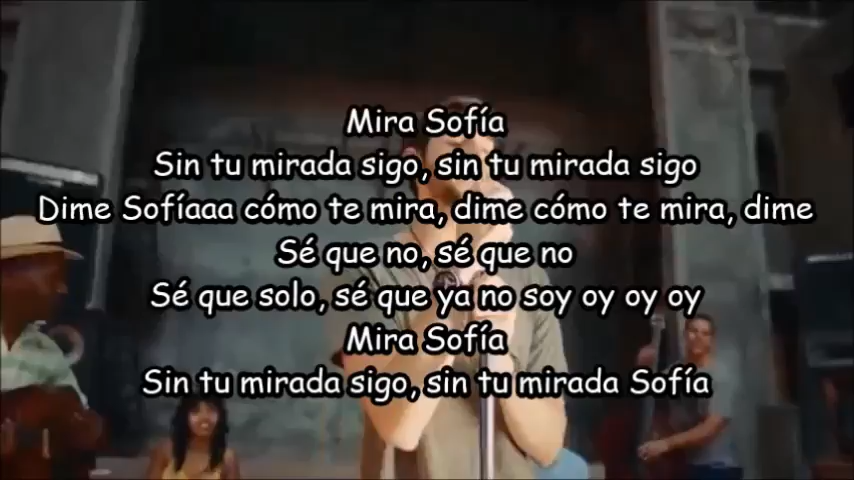 Mira Sofía
Sin tu mirada sigo, sin tu mirada sigo
Dime Sofíaaa cómo te mira, dime cómo te mira, dime
Sé que no, sé que no
Sé que solo, sé que ya no soy oy oy oy
Mira Sofía
Sin tu mirada sigo, sin tu mirada Sofía